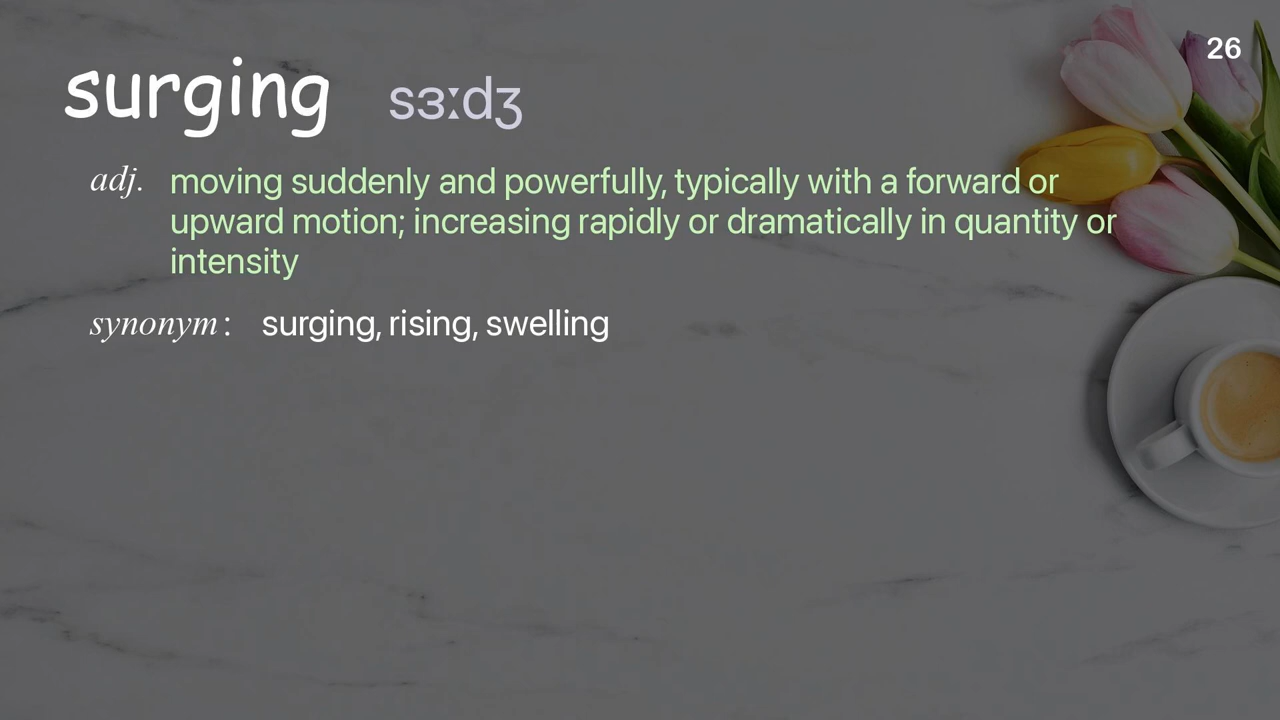 26
surging sɜːdʒ
adj. moving suddenly and powerfully, typically with a forward or
upward motion; increasing rapidly or dramatically in quantity or
intensity
synonym : surging, rising, swelling